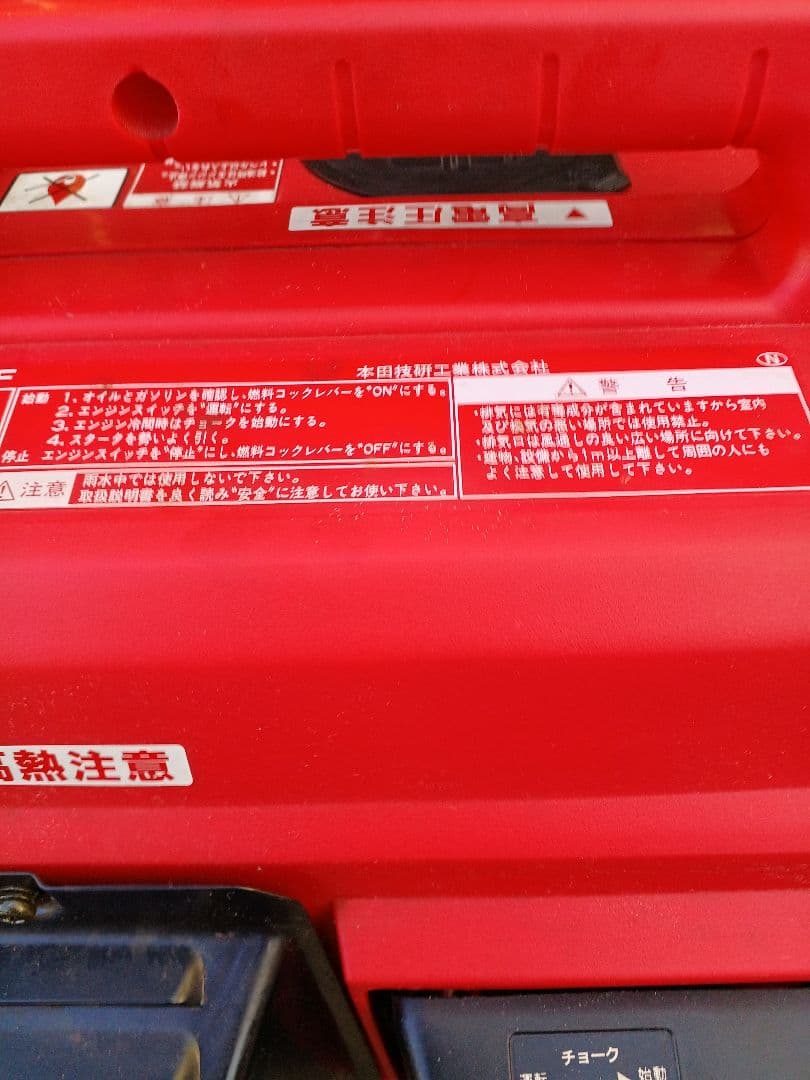 火気厳禁
高電圧注意
本田技研工業株式会社
N
始動 1. オイルとガソリンを確認し、燃料コックレバーを"ON"にする。
2. エンジンスイッチを"運転"にする。
3. エンジン冷間時はチョークを始動にする。
4. スタータを勢いよく引く。
停止 エンジンスイッチを"停止"にし、燃料コックレバーを"OFF"にする。
注意 雨水中では使用しないで下さい。
取扱説明書を良く読み"安全"に注意してお使い下さい。
警告
・排気には有毒成分が含まれていますから室内
及び換気の悪い場所では使用禁止。
・排気口は風通しの良い広い場所に向けて下さい。
・建物、設備から1m以上離して周囲の人にも
よく注意して使用して下さい。
高熱注意
チョーク
運転 始動